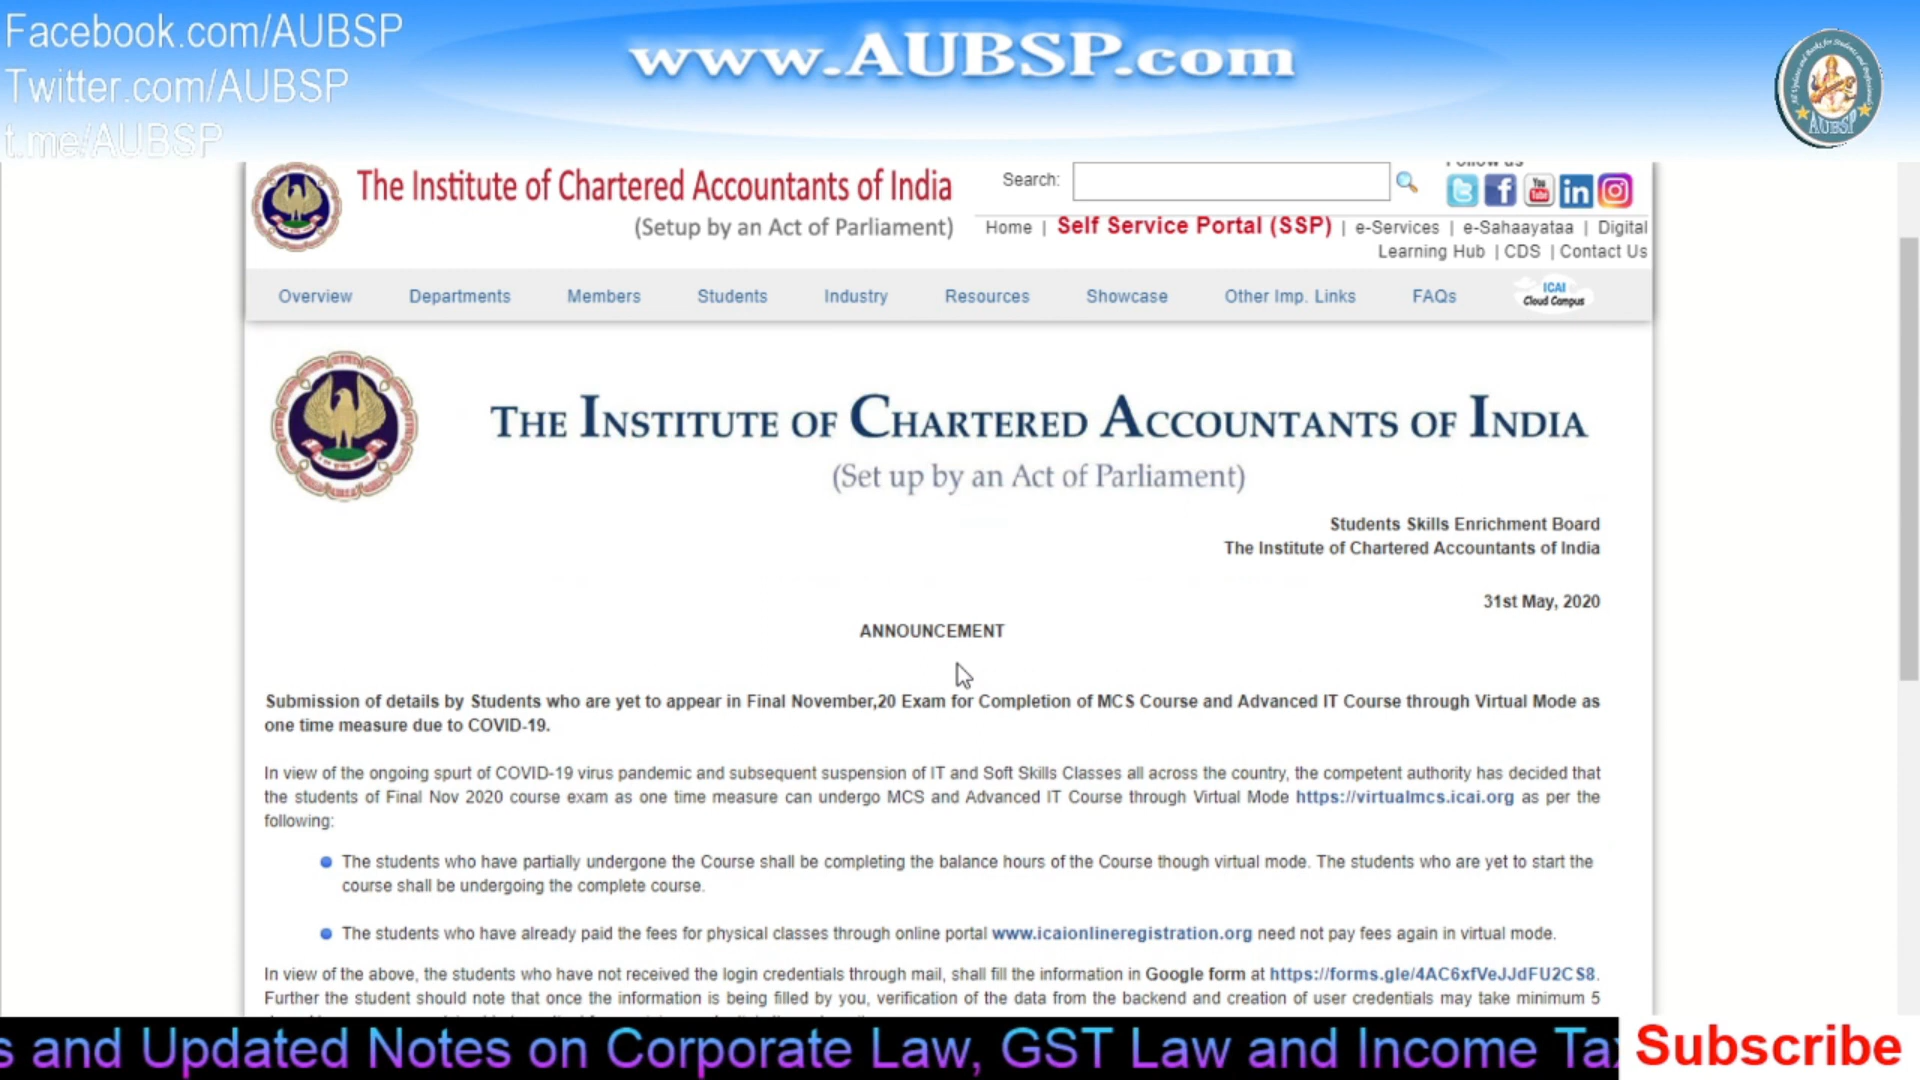 Facebook.com/AUBSP
Twitter.com/AUBSP
t.me/AUBSP
www.AUBSP.com
AUBSP
The Institute of Chartered Accountants of India
(Setup by an Act of Parliament)
Search:
Follow us
Home | Self Service Portal (SSP) | e-Services | e-Sahaayataa | Digital
Learning Hub | CDS | Contact Us
Overview Departments Members Students Industry Resources Showcase Other Imp. Links FAQs ICAI
Cloud Campus
THE INSTITUTE OF CHARTERED ACCOUNTANTS OF INDIA
(Set up by an Act of Parliament)
Students Skills Enrichment Board
The Institute of Chartered Accountants of India
31st May, 2020
ANNOUNCEMENT
Submission of details by Students who are yet to appear in Final November,20 Exam for Completion of MCS Course and Advanced IT Course through Virtual Mode as
one time measure due to COVID-19.
In view of the ongoing spurt of COVID-19 virus pandemic and subsequent suspension of IT and Soft Skills Classes all across the country, the competent authority has decided that
the students of Final Nov 2020 course exam as one time measure can undergo MCS and Advanced IT Course through Virtual Mode https://virtualmcs.icai.org as per the
following:
The students who have partially undergone the Course shall be completing the balance hours of the Course though virtual mode. The students who are yet to start the
course shall be undergoing the complete course.
The students who have already paid the fees for physical classes through online portal www.icaionlineregistration.org need not pay fees again in virtual mode.
In view of the above, the students who have not received the login credentials through mail, shall fill the information in Google form at https://forms.gle/4AC6xfVeJJdFU2CS8.
Further the student should note that once the information is being filled by you, verification of the data from the backend and creation of user credentials may take minimum 5
s and Updated Notes on Corporate Law, GST Law and Income Tax
Subscribe